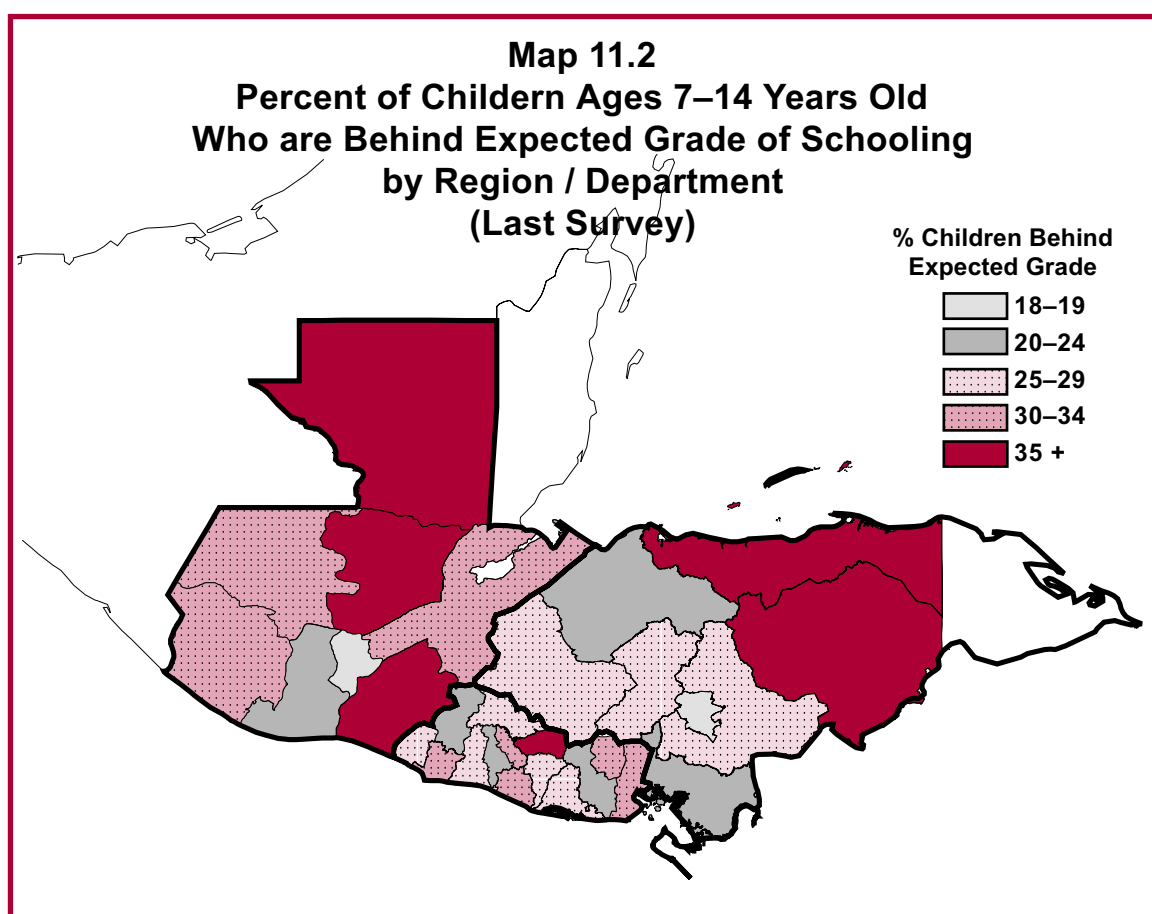 Map 11.2
Percent of Childern Ages 7–14 Years Old
Who are Behind Expected Grade of Schooling
by Region / Department
(Last Survey)
% Children Behind
Expected Grade
18–19
20–24
25–29
30–34
35 +